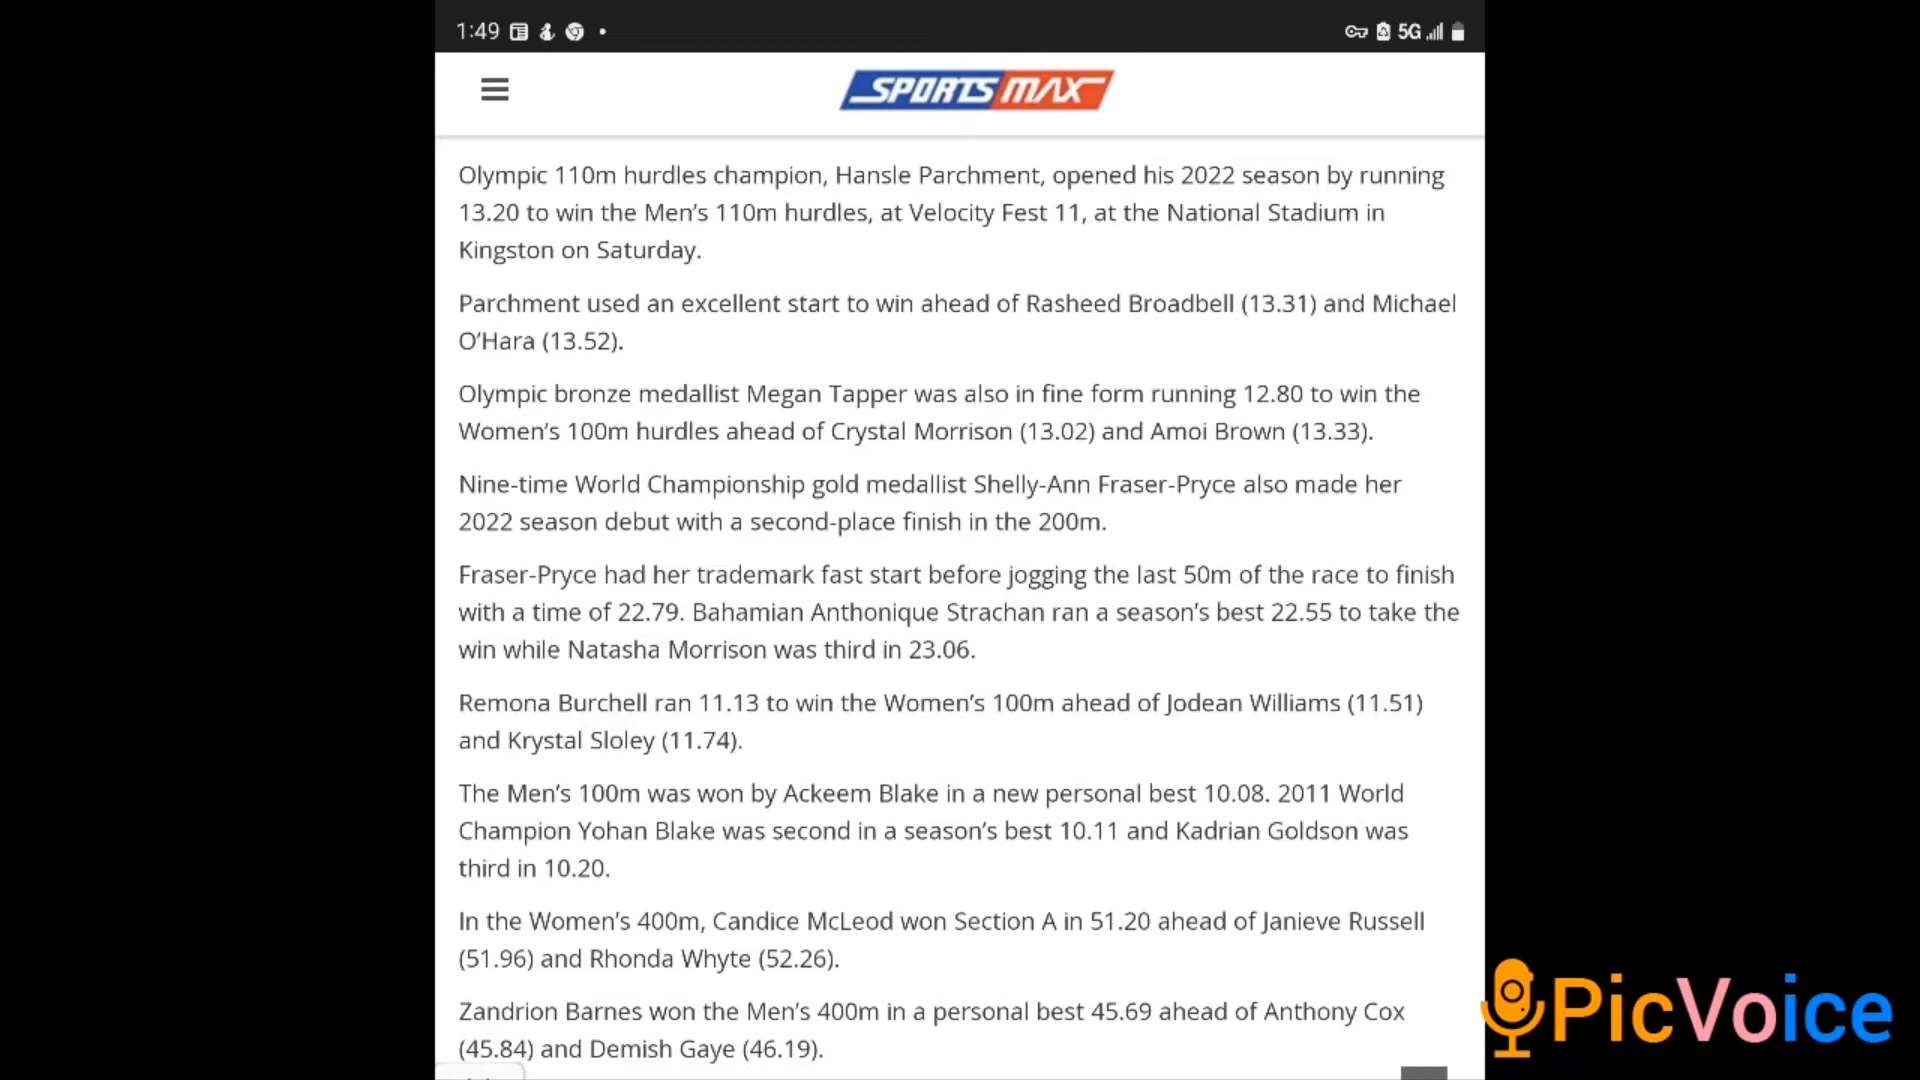 1:49
5G
SPORTSMAX
Olympic 110m hurdles champion, Hansle Parchment, opened his 2022 season by running
13.20 to win the Men’s 110m hurdles, at Velocity Fest 11, at the National Stadium in
Kingston on Saturday.
Parchment used an excellent start to win ahead of Rasheed Broadbell (13.31) and Michael
O’Hara (13.52).
Olympic bronze medallist Megan Tapper was also in fine form running 12.80 to win the
Women’s 100m hurdles ahead of Crystal Morrison (13.02) and Amoi Brown (13.33).
Nine-time World Championship gold medallist Shelly-Ann Fraser-Pryce also made her
2022 season debut with a second-place finish in the 200m.
Fraser-Pryce had her trademark fast start before jogging the last 50m of the race to finish
with a time of 22.79. Bahamian Anthonique Strachan ran a season’s best 22.55 to take the
win while Natasha Morrison was third in 23.06.
Remona Burchell ran 11.13 to win the Women’s 100m ahead of Jodean Williams (11.51)
and Krystal Sloley (11.74).
The Men’s 100m was won by Ackeem Blake in a new personal best 10.08. 2011 World
Champion Yohan Blake was second in a season’s best 10.11 and Kadrian Goldson was
third in 10.20.
In the Women’s 400m, Candice McLeod won Section A in 51.20 ahead of Janieve Russell
(51.96) and Rhonda Whyte (52.26).
Zandrion Barnes won the Men’s 400m in a personal best 45.69 ahead of Anthony Cox
(45.84) and Demish Gaye (46.19).
PicVoice